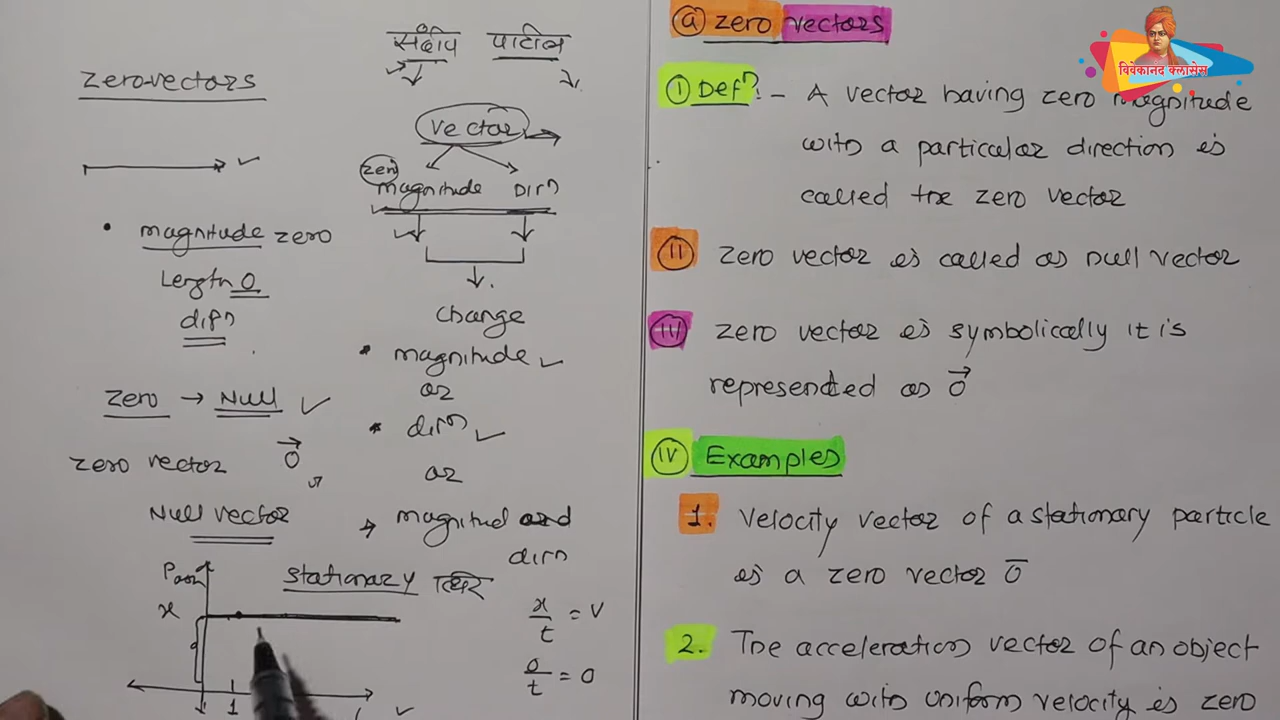 Zero vectors
• magnitude zero
Length 0
dirn
Zero → Null ✓
zero vector 0⃗
Null vector
x
stationary स्थिर
1
संदीप पाटील
vector
zero
magnitude Dirn
change
• magnitude ✓
or
• dirn ✓
or
→ magnitud and
dirn
x/t = v
0/t = 0
a zero vectors
I Defn: - A vector having zero magnitude
with a particular direction is
called the zero vector
II zero vector is called as null vector
III zero vector is symbolically it is
represented as 0⃗
IV Examples
1. Velocity vector of a stationary particle
is a zero vector 0̅
2. The acceleration vector of an object
moving with uniform velocity is zero
विवेकानंद क्लासेस